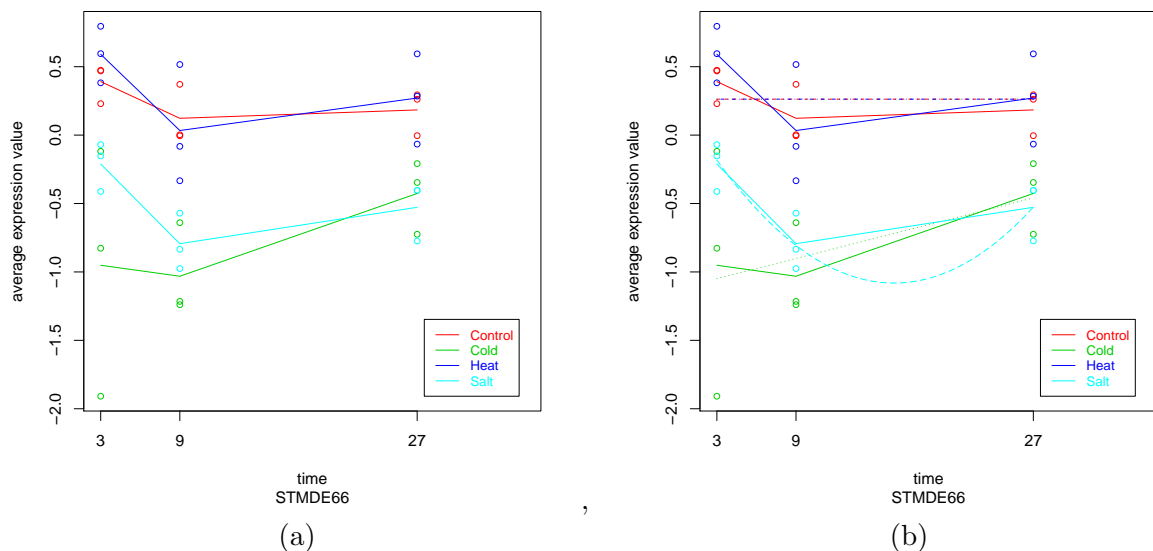 average expression value
0.5
0.0
−0.5
−1.0
−1.5
−2.0
Control
Cold
Heat
Salt
3
9
27
time
STMDE66
(a)
,
average expression value
0.5
0.0
−0.5
−1.0
−1.5
−2.0
Control
Cold
Heat
Salt
3
9
27
time
STMDE66
(b)